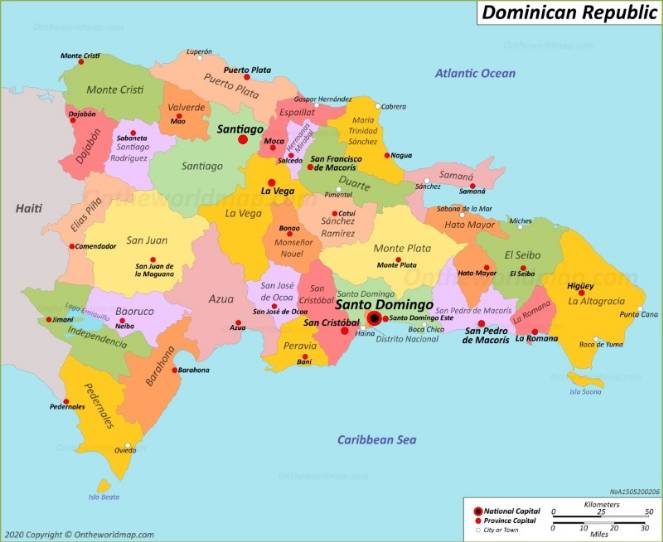 Dominican Republic
Atlantic Ocean
Monte Cristi
Luperón
Puerto Plata
Puerto Plata
Monte Cristi
Gaspar Hernández
Cabrera
Dajabón
Valverde
Mao
Espaillat
Santiago
Maria
Trinidad
Sánchez
Hermanas
Mirabal
Sabaneta
Santiago
Rodríguez
Dajabón
Moca
Salcedo
San Francisco
de Macorís
Nagua
Santiago
Duarte
Samaná
Sánchez
Samaná
La Vega
Pimentel
Haiti
Elías Piña
La Vega
Cotuí
Sánchez
Ramírez
Sabana de la Mar
Hato Mayor
Miches
Bonao
Monseñor
Nouel
San Juan
Comendador
San Juan de
la Maguana
Monte Plata
Monte Plata
El Seibo
Hato Mayor
El Seibo
Higüey
La Altagracia
Punta Cana
Azua
San José
de Ocoa
San José de Ocoa
San
Cristóbal
Santo Domingo
Santo Domingo
Santo Domingo Este
San Pedro de Macorís
San Pedro
de Macorís
La Romana
La Romana
Boca de Yuma
Lago Enriquillo
Baoruco
Neiba
Jimaní
Independencia
Azua
San Cristóbal
Haina
Boca Chica
Distrito Nacional
Peravia
Baní
Barahona
Barahona
Isla Saona
Pedernales
Pedernales
Oviedo
Isla Beata
Caribbean Sea
Ontheworldmap.com
Ontheworldmap.com
NoA1505200206
National Capital
Province Capital
City or Town
Kilometers
0 25 50
0 10 20 30
Miles
2020 Copyright © Ontheworldmap.com